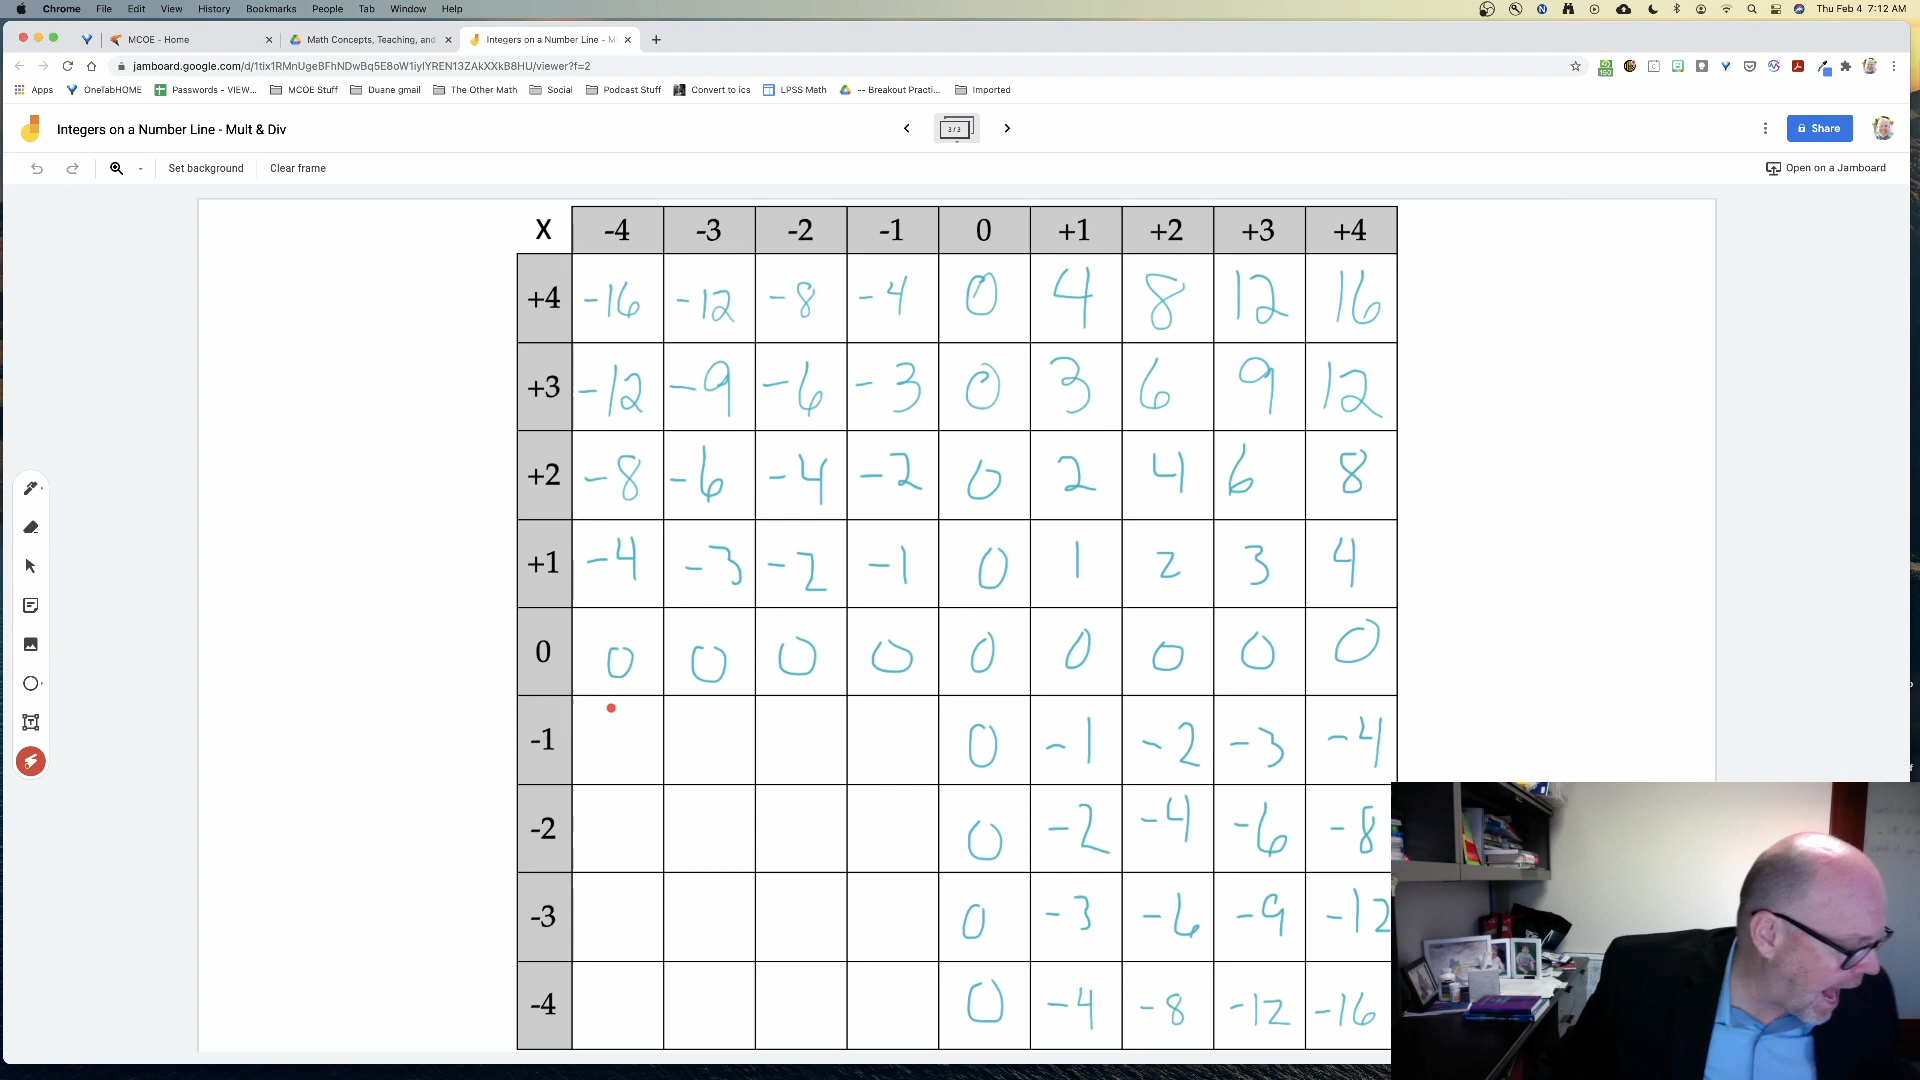 Chrome File Edit View History Bookmarks People Tab Window Help Thu Feb 4 7:12 AM
MCOE - Home Math Concepts, Teaching, and Integers on a Number Line - M
jamboard.google.com/d/1tix1RMnUgeBFhNDwBq5E8oW1iyIYREN13ZAkXXkB8HU/viewer?f=2
Apps OneTabHOME Passwords - VIEW... MCOE Stuff Duane gmail The Other Math Social Podcast Stuff Convert to ics LPSS Math -- Breakout Practi... Imported
Integers on a Number Line - Mult & Div 3 / 3 Share
Set background Clear frame Open on a Jamboard
X -4 -3 -2 -1 0 +1 +2 +3 +4
+4 -16 -12 -8 -4 0 4 8 12 16
+3 -12 -9 -6 -3 0 3 6 9 12
+2 -8 -6 -4 -2 0 2 4 6 8
+1 -4 -3 -2 -1 0 1 2 3 4
0 0 0 0 0 0 0 0 0 0
-1 0 -1 -2 -3 -4
-2 0 -2 -4 -6 -8
-3 0 -3 -6 -9 -12
-4 0 -4 -8 -12 -16